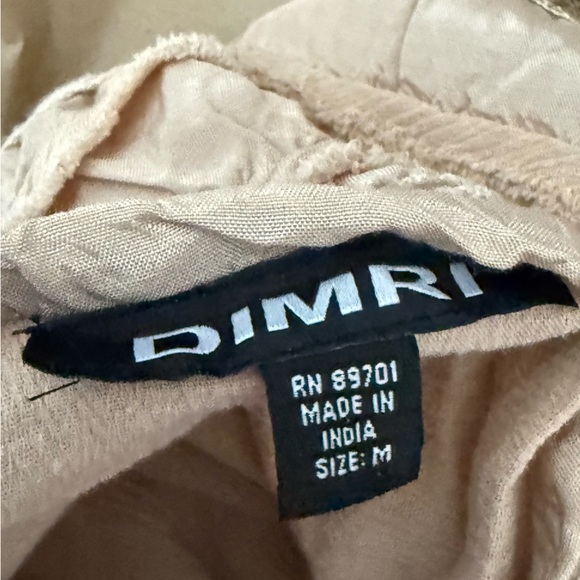 DIMRI
RN 89701
MADE IN
INDIA
SIZE: M